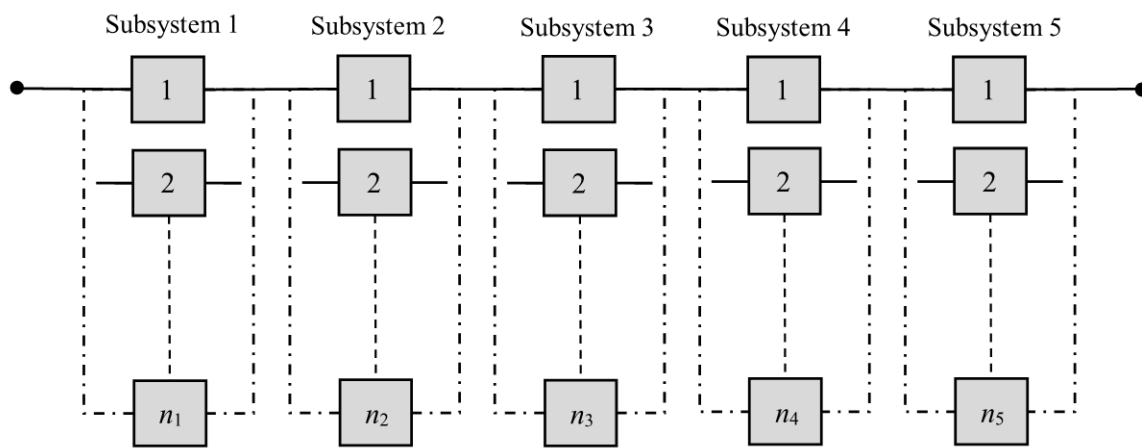 Subsystem 1 Subsystem 2 Subsystem 3 Subsystem 4 Subsystem 5
1 1 1 1 1
2 2 2 2 2
n₁ n₂ n₃ n₄ n₅